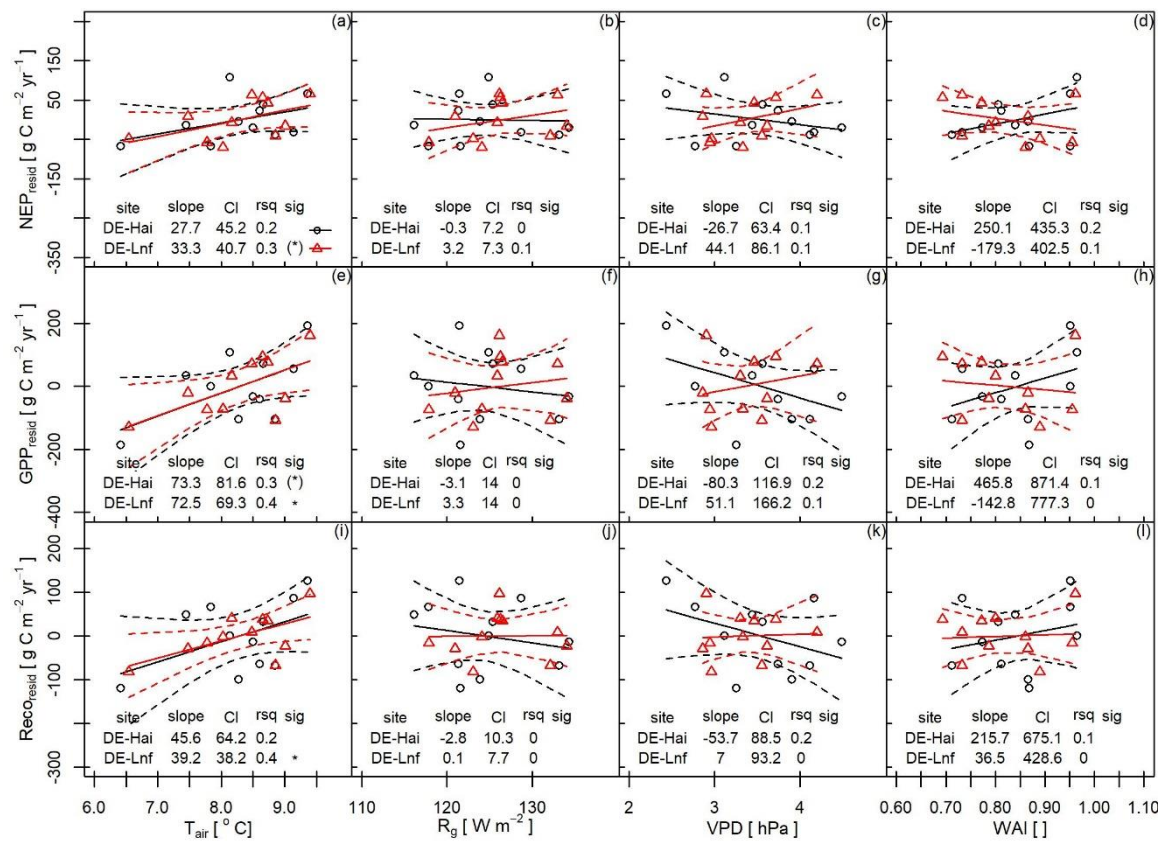 (a) (b) (c) (d)
NEPresid [ g C m−2 yr−1 ]
150
50
-50
-150
-350
site slope CI rsq sig
DE-Hai 27.7 45.2 0.2
DE-Lnf 33.3 40.7 0.3 (*)
slope CI rsq sig
-0.3 7.2 0
3.2 7.3 0.1
site slope CI rsq sig
DE-Hai -26.7 63.4 0.1
DE-Lnf 44.1 86.1 0.1
slope CI rsq sig
250.1 435.3 0.2
-179.3 402.5 0.1
(e) (f) (g) (h)
GPPresid [ g C m−2 yr−1 ]
200
0
-200
-400
site slope CI rsq sig
DE-Hai 73.3 81.6 0.3 (*)
DE-Lnf 72.5 69.3 0.4 *
site slope CI rsq sig
DE-Hai -3.1 14 0
DE-Lnf 3.3 14 0
site slope CI rsq sig
DE-Hai -80.3 116.9 0.2
DE-Lnf 51.1 166.2 0.1
site slope CI rsq sig
DE-Hai 465.8 871.4 0.1
DE-Lnf -142.8 777.3 0
(i) (j) (k) (l)
Recoresid [ g C m−2 yr−1 ]
200
100
0
-100
-300
site slope CI rsq sig
DE-Hai 45.6 64.2 0.2
DE-Lnf 39.2 38.2 0.4 *
site slope CI rsq sig
DE-Hai -2.8 10.3 0
DE-Lnf 0.1 7.7 0
site slope CI rsq sig
DE-Hai -53.7 88.5 0.2
DE-Lnf 7 93.2 0
site slope CI rsq sig
DE-Hai 215.7 675.1 0.1
DE-Lnf 36.5 428.6 0
6.0 7.0 8.0 9.0 110 120 130 2 3 4 0.70 0.80 0.90 1.00 1.10
Tair [ °C] Rg [ W m−2 ] VPD [ hPa] WAI [ ]